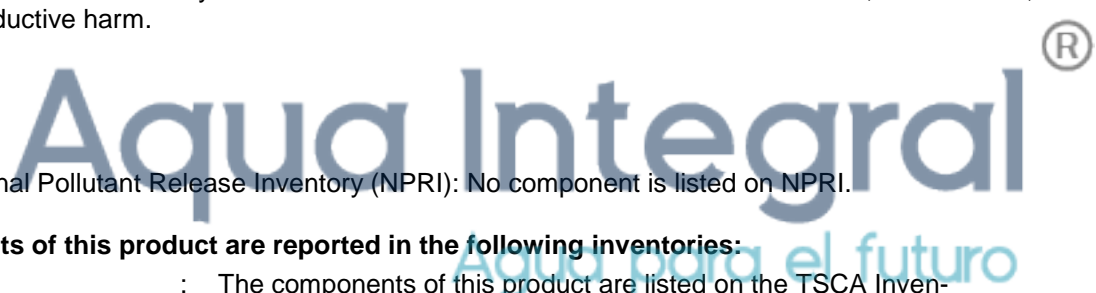 ductive harm.
®
Aqua Integral
nal Pollutant Release Inventory (NPRI): No component is listed on NPRI.
ts of this product are reported in the following inventories:
Agua para el futuro
: The components of this product are listed on the TSCA Inven-